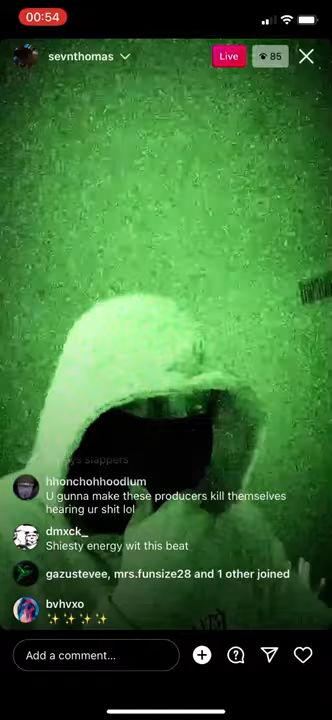 00:54
sevnthomas
Live
85
slappers
hhonchohhoodlum
U gunna make these producers kill themselves
hearing ur shit lol
dmxck_
Shiesty energy wit this beat
gazustevee, mrs.funsize28 and 1 other joined
bvhvxo
✨✨✨✨
Add a comment...